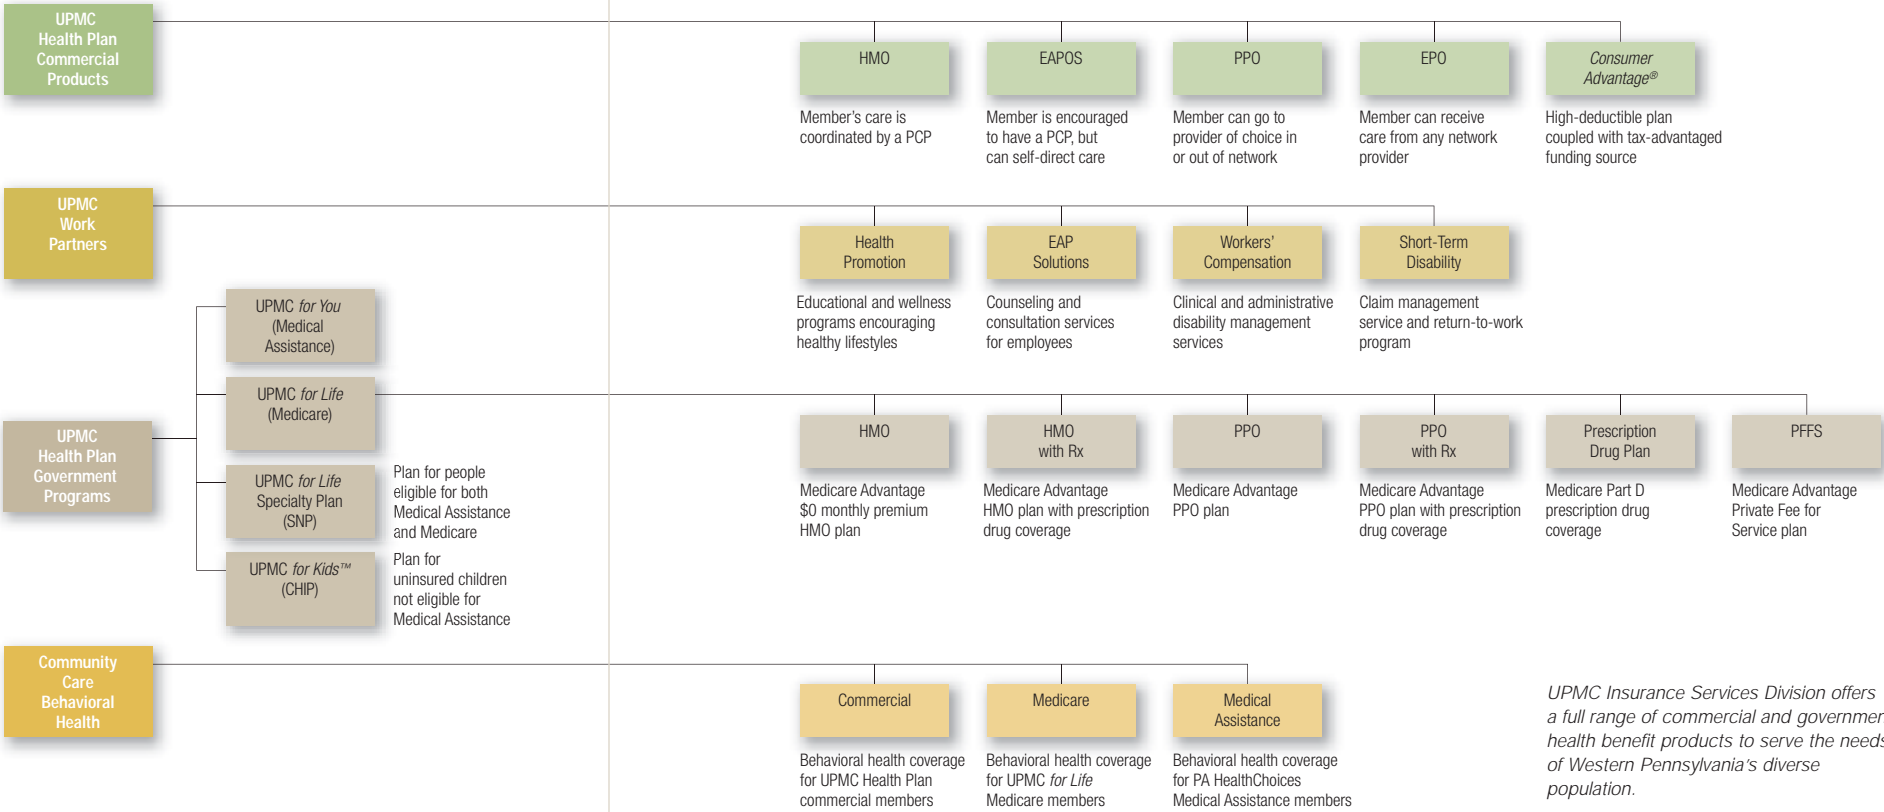 UPMC
Health Plan
Commercial
Products
HMO
Member's care is
coordinated by a PCP
EAPOS
Member is encouraged
to have a PCP, but
can self-direct care
PPO
Member can go to
provider of choice in
or out of network
EPO
Member can receive
care from any network
provider
Consumer
Advantage®
High-deductible plan
coupled with tax-advantaged
funding source
UPMC
Work
Partners
Health
Promotion
Educational and wellness
programs encouraging
healthy lifestyles
EAP
Solutions
Counseling and
consultation services
for employees
Workers'
Compensation
Clinical and administrative
disability management
services
Short-Term
Disability
Claim management
service and return-to-work
program
UPMC
Health Plan
Government
Programs
UPMC for You
(Medical
Assistance)
UPMC for Life
(Medicare)
HMO
Medicare Advantage
$0 monthly premium
HMO plan
HMO
with Rx
Medicare Advantage
HMO plan with prescription
drug coverage
PPO
Medicare Advantage
PPO plan
PPO
with Rx
Medicare Advantage
PPO plan with prescription
drug coverage
Prescription
Drug Plan
Medicare Part D
prescription drug
coverage
PFFS
Medicare Advantage
Private Fee for
Service plan
UPMC for Life
Specialty Plan
(SNP)
Plan for people
eligible for both
Medical Assistance
and Medicare
UPMC for Kids™
(CHIP)
Plan for
uninsured children
not eligible for
Medical Assistance
Community
Care
Behavioral
Health
Commercial
Behavioral health coverage
for UPMC Health Plan
commercial members
Medicare
Behavioral health coverage
for UPMC for Life
Medicare members
Medical
Assistance
Behavioral health coverage
for PA HealthChoices
Medical Assistance members
UPMC Insurance Services Division offers
a full range of commercial and governmen
health benefit products to serve the needs
of Western Pennsylvania's diverse
population.